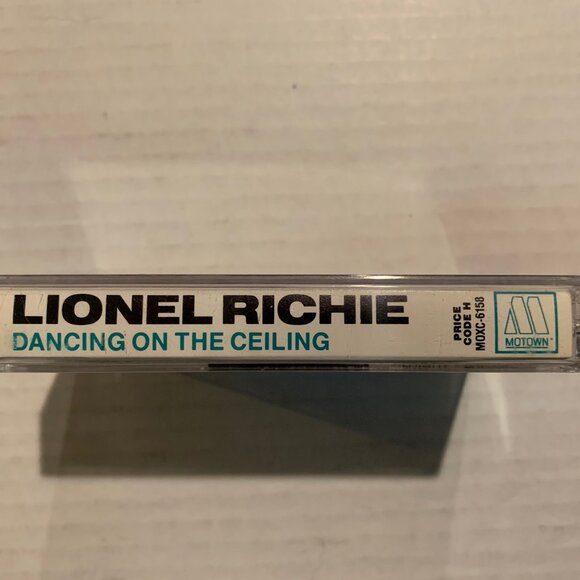 LIONEL RICHIE
DANCING ON THE CEILING
PRICE
CODE H
MOXC-6158
MOTOWN